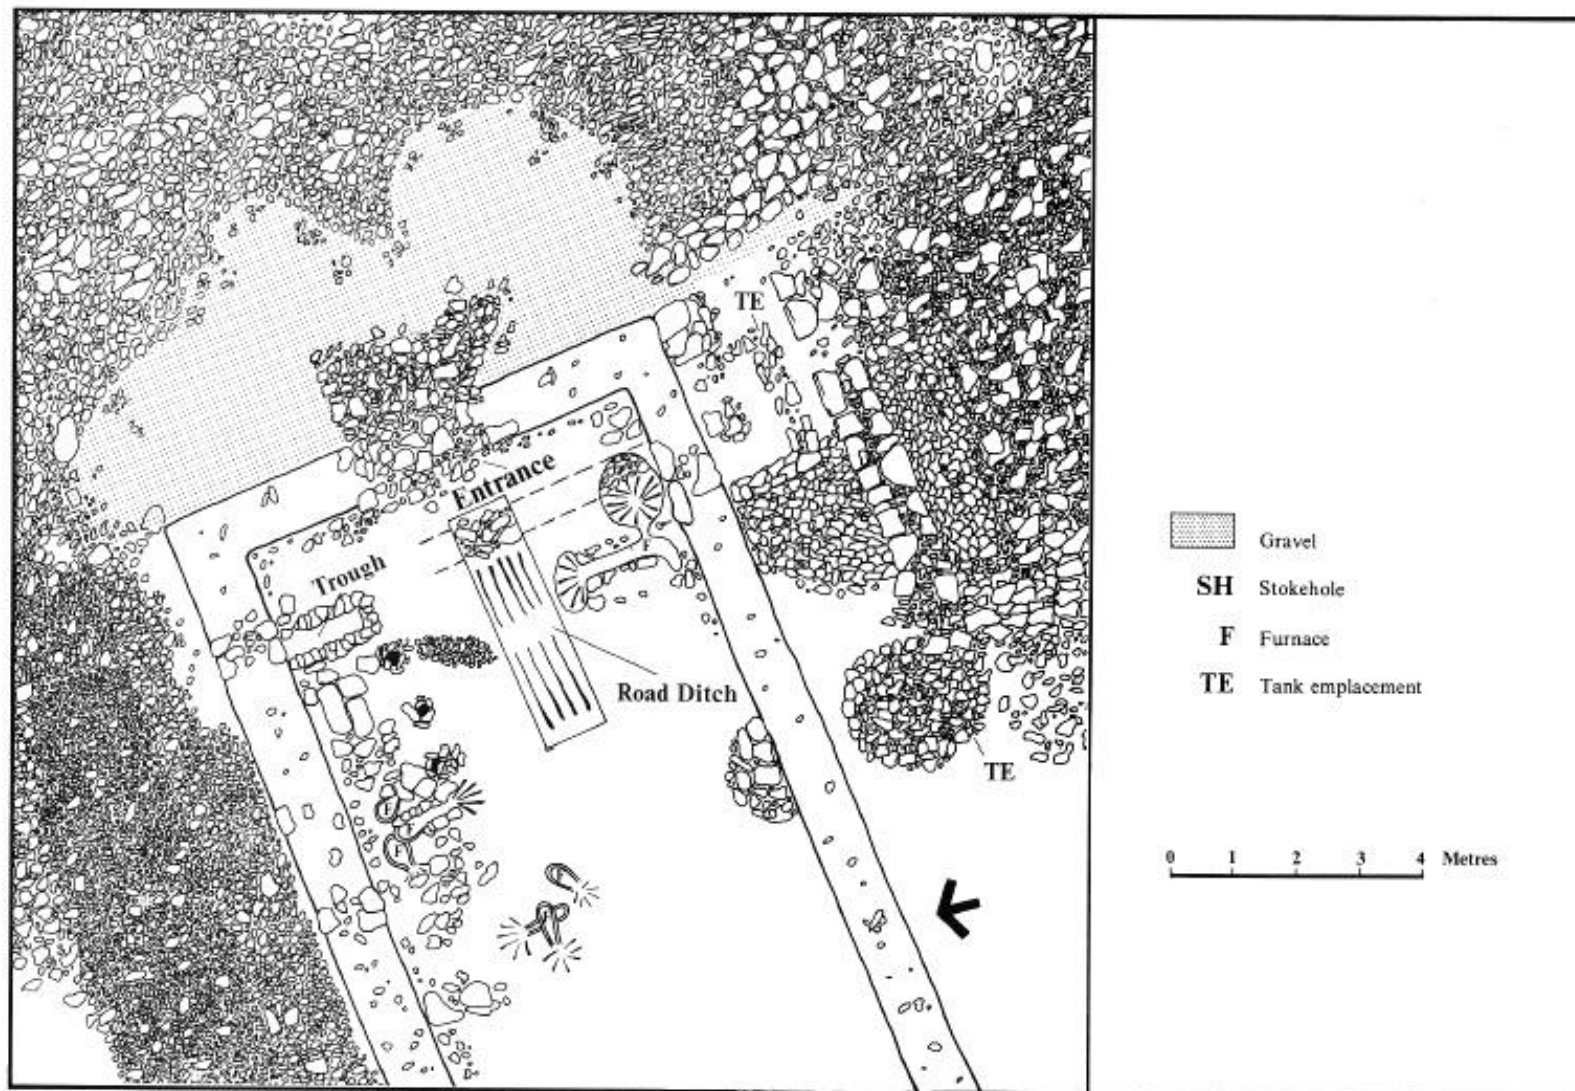 TE
Entrance
Trough
F
Road Ditch
TE
F
F
F
Gravel
SH Stokehole
F Furnace
TE Tank emplacement
0 1 2 3 4 Metres